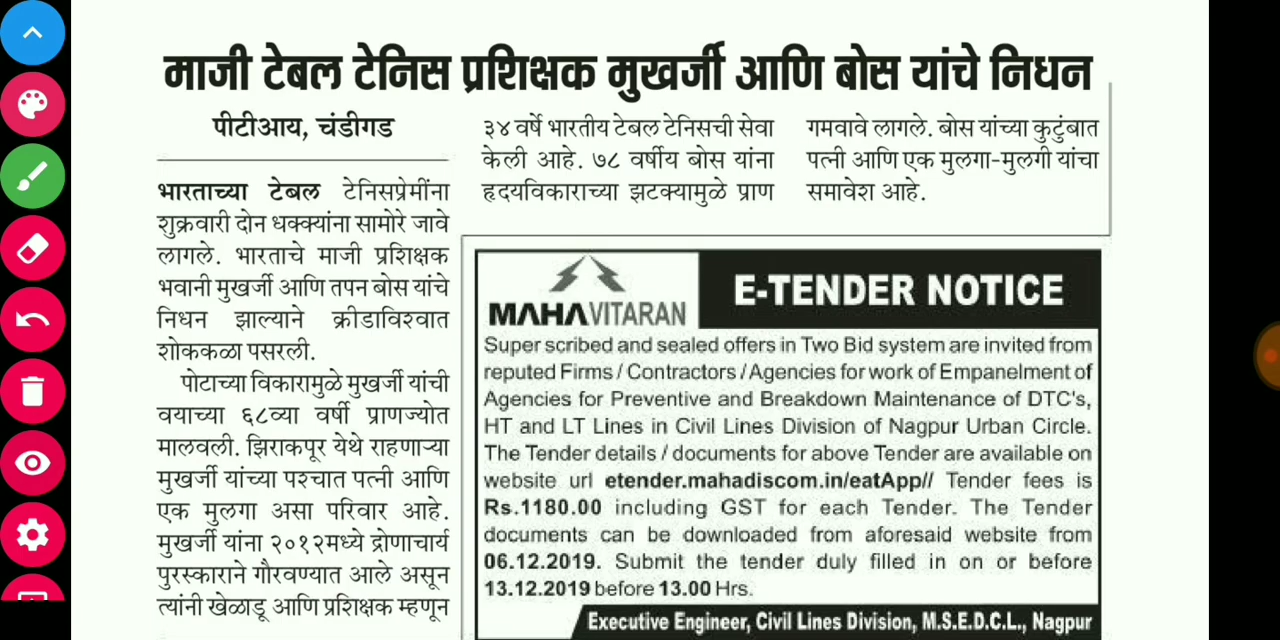 माजी टेबल टेनिस प्रशिक्षक मुखर्जी आणि बोस यांचे निधन
पीटीआय, चंडीगड
भारताच्या टेबल टेनिसप्रेमींना
शुक्रवारी दोन धक्क्यांना सामोरे जावे
लागले. भारताचे माजी प्रशिक्षक
भवानी मुखर्जी आणि तपन बोस यांचे
निधन झाल्याने क्रीडाविश्वात
शोककळा पसरली.
पोटाच्या विकारामुळे मुखर्जी यांची
वयाच्या ६८व्या वर्षी प्राणज्योत
मालवली. झिराकपूर येथे राहणाऱ्या
मुखर्जी यांच्या पश्चात पत्नी आणि
एक मुलगा असा परिवार आहे.
मुखर्जी यांना २०१२मध्ये द्रोणाचार्य
पुरस्काराने गौरवण्यात आले असून
त्यांनी खेळाडू आणि प्रशिक्षक म्हणून
३४ वर्षे भारतीय टेबल टेनिसची सेवा
केली आहे. ७८ वर्षीय बोस यांना
हृदयविकाराच्या झटक्यामुळे प्राण
गमवावे लागले. बोस यांच्या कुटुंबात
पत्नी आणि एक मुलगा-मुलगी यांचा
समावेश आहे.
MAHAVITARAN
E-TENDER NOTICE
Super scribed and sealed offers in Two Bid system are invited from
reputed Firms / Contractors / Agencies for work of Empanelment of
Agencies for Preventive and Breakdown Maintenance of DTC's,
HT and LT Lines in Civil Lines Division of Nagpur Urban Circle.
The Tender details / documents for above Tender are available on
website url etender.mahadiscom.in/eatApp// Tender fees is
Rs.1180.00 including GST for each Tender. The Tender
documents can be downloaded from aforesaid website from
06.12.2019. Submit the tender duly filled in on or before
13.12.2019 before 13.00 Hrs.
Executive Engineer, Civil Lines Division, M.S.E.D.C.L., Nagpur